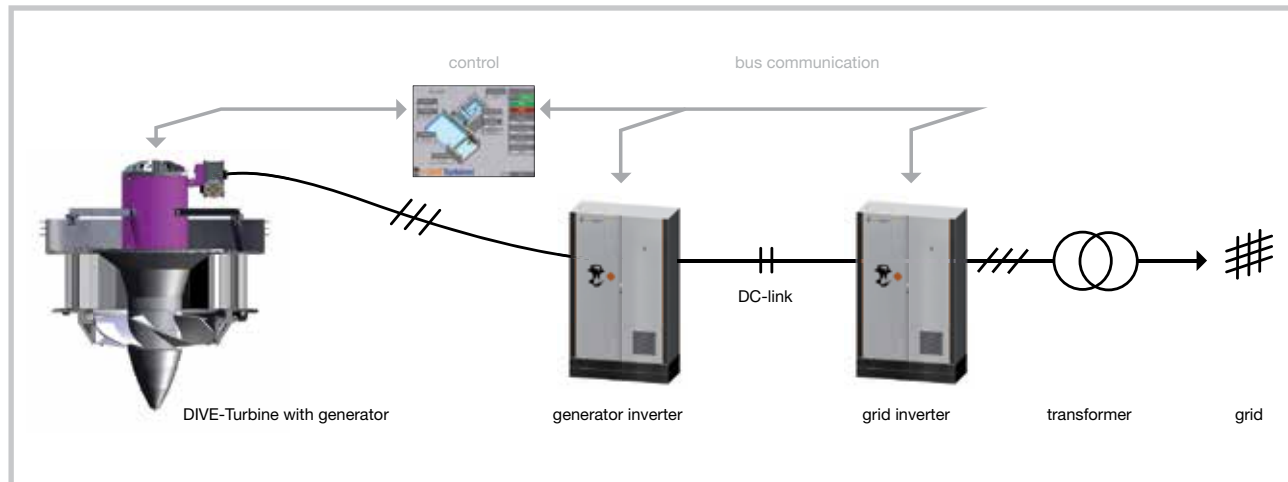 control
bus communication
DC-link
DIVE-Turbine with generator
generator inverter
grid inverter
transformer
grid